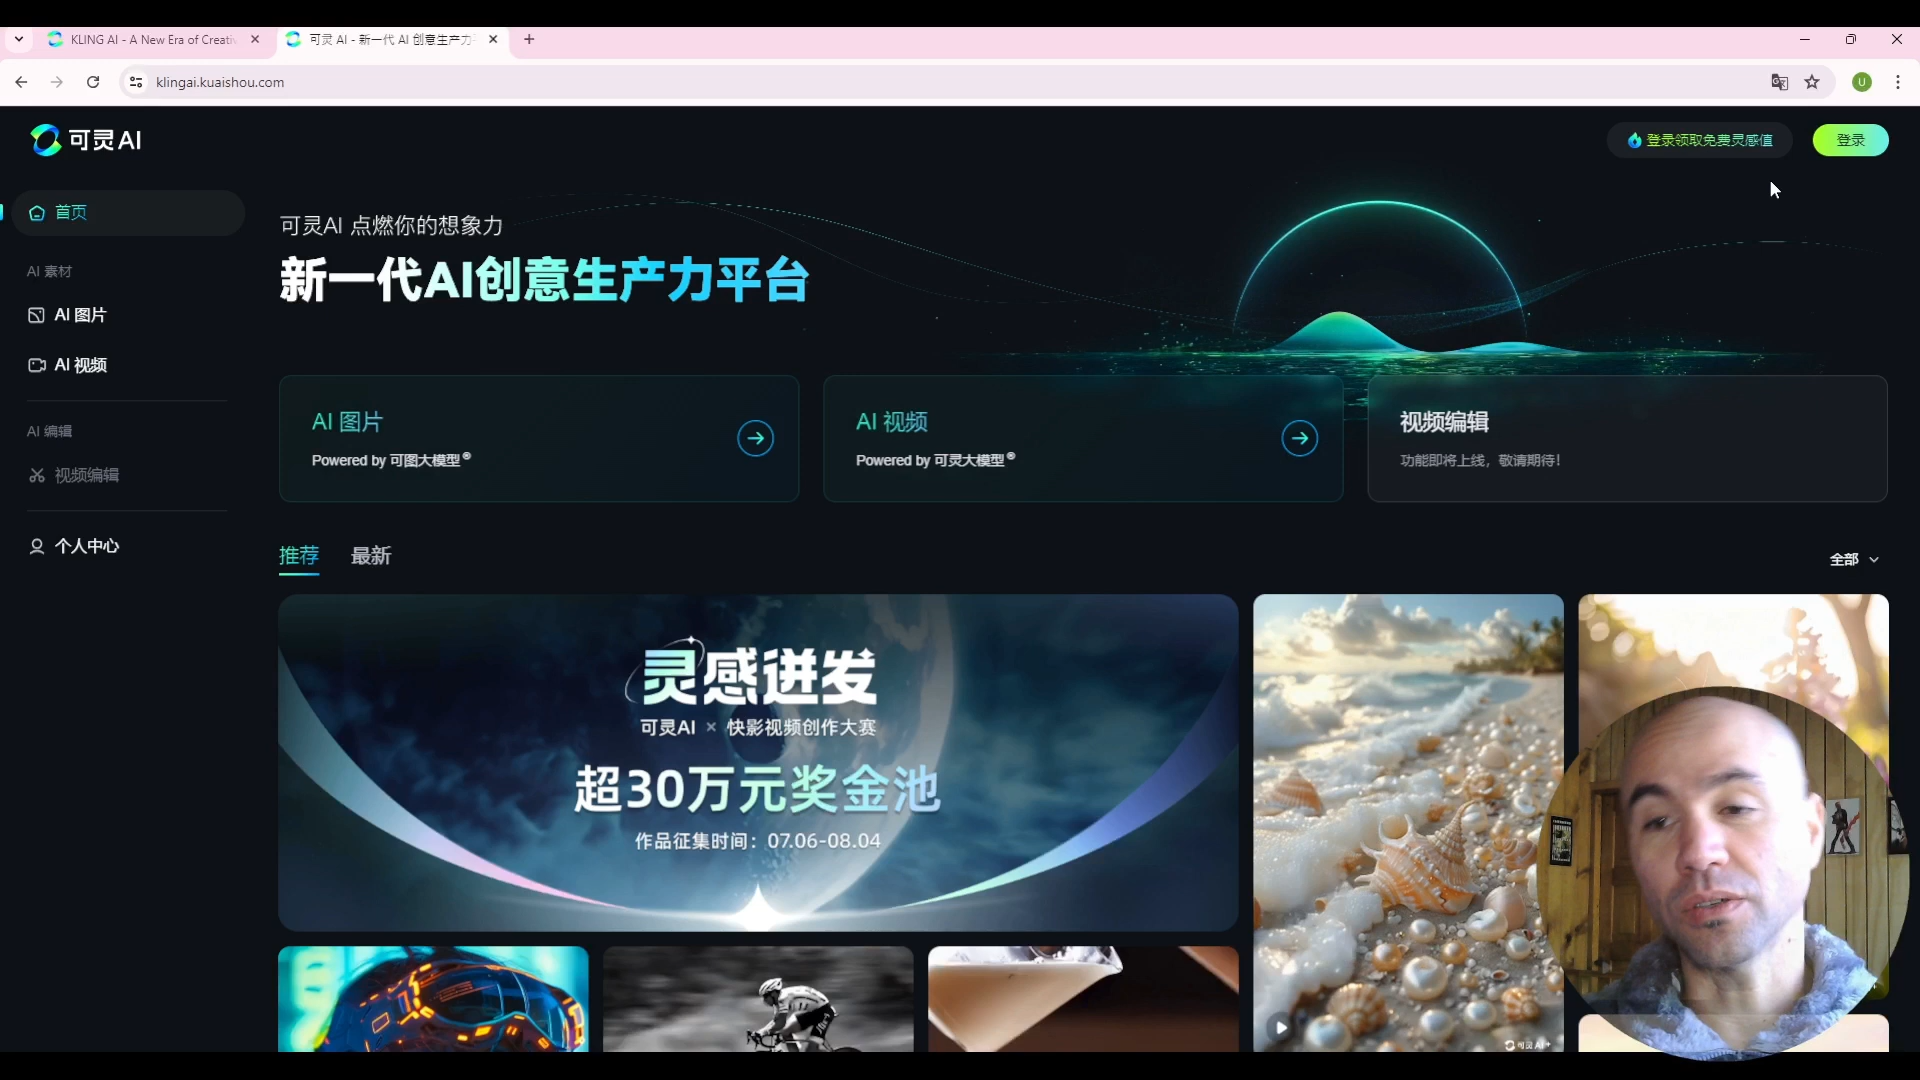 KLING AI - A New Era of Creativ
可灵 AI - 新一代 AI 创意生产力平
klingai.kuaishou.com
U
可灵AI
登录领取免费灵感值
登录
首页
AI 素材
AI 图片
AI 视频
AI 编辑
视频编辑
个人中心
可灵AI 点燃你的想象力
新一代AI创意生产力平台
AI 图片
Powered by 可图大模型®
AI 视频
Powered by 可灵大模型®
视频编辑
功能即将上线，敬请期待！
推荐
最新
全部
灵感迸发
可灵AI × 快影视频创作大赛
超30万元奖金池
作品征集时间：07.06-08.04
可灵AI